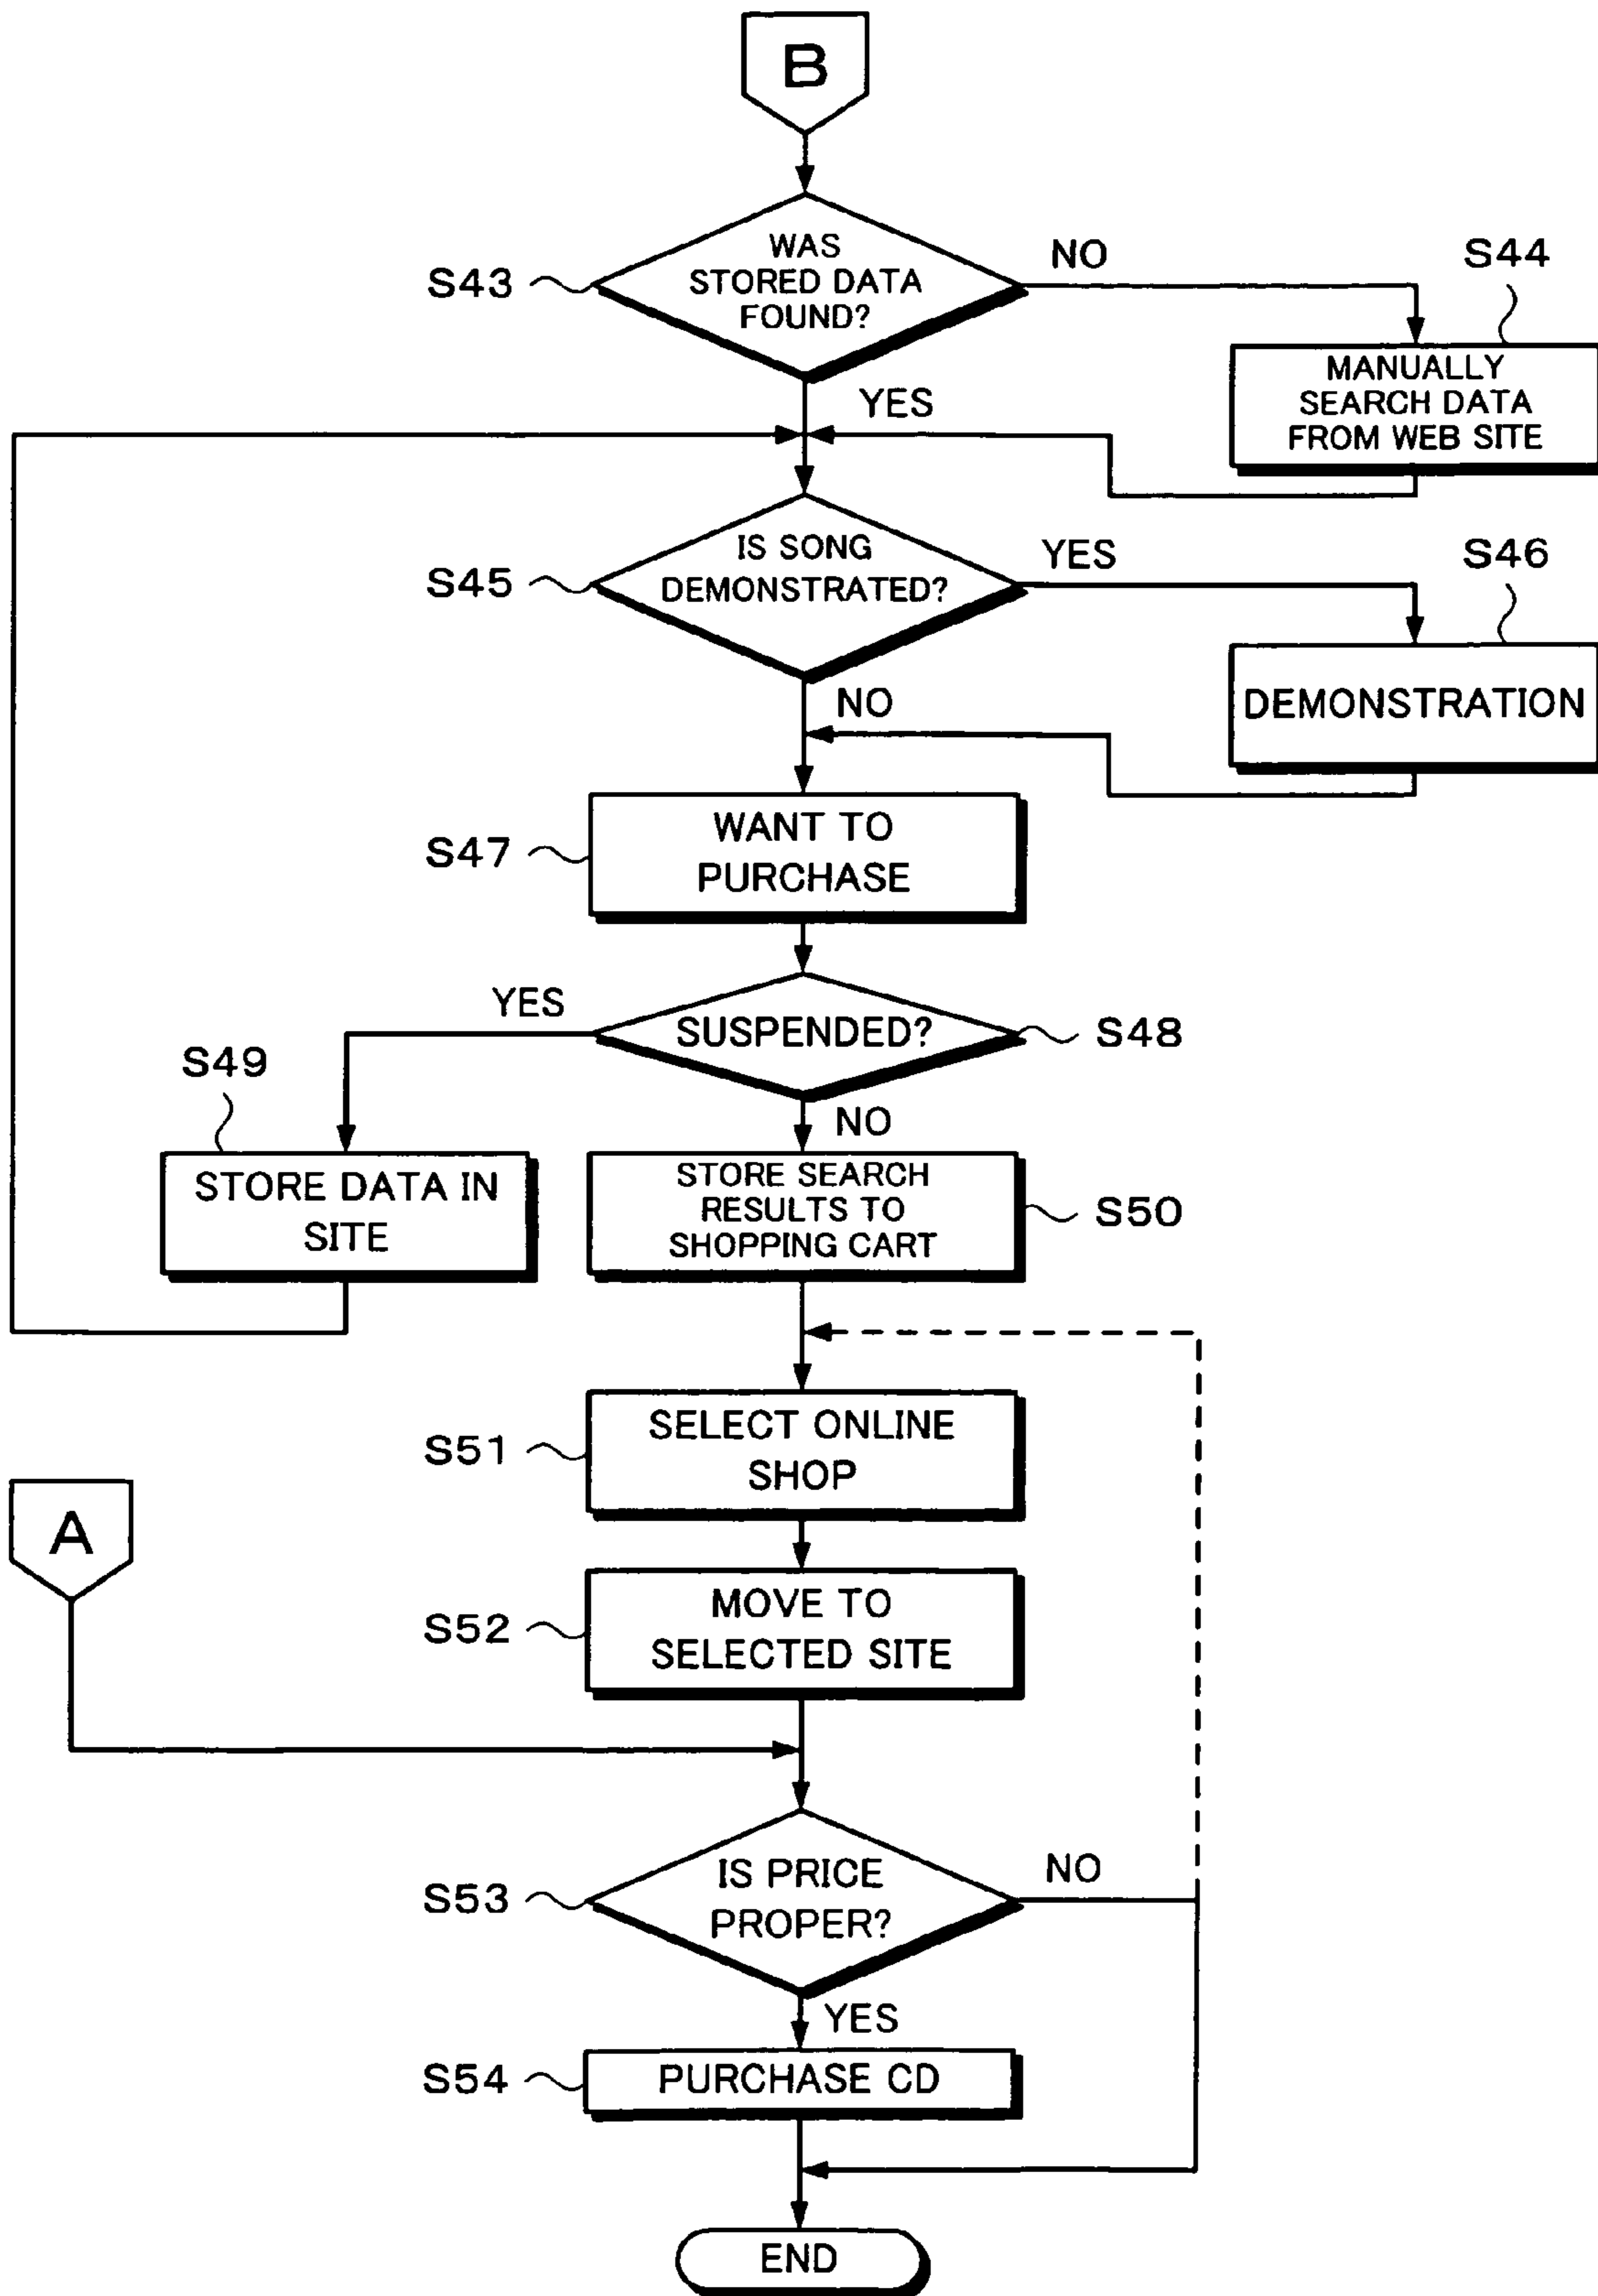 B
WAS
STORED DATA
FOUND?
S43
NO
S44
MANUALLY
SEARCH DATA
FROM WEB SITE
YES
IS SONG
DEMONSTRATED?
S45
YES
S46
DEMONSTRATION
NO
WANT TO
PURCHASE
S47
YES
SUSPENDED?
S48
S49
NO
STORE DATA IN
SITE
STORE SEARCH
RESULTS TO
SHOPPING CART
S50
SELECT ONLINE
SHOP
S51
A
MOVE TO
SELECTED SITE
S52
IS PRICE
PROPER?
S53
NO
YES
S54
PURCHASE CD
END